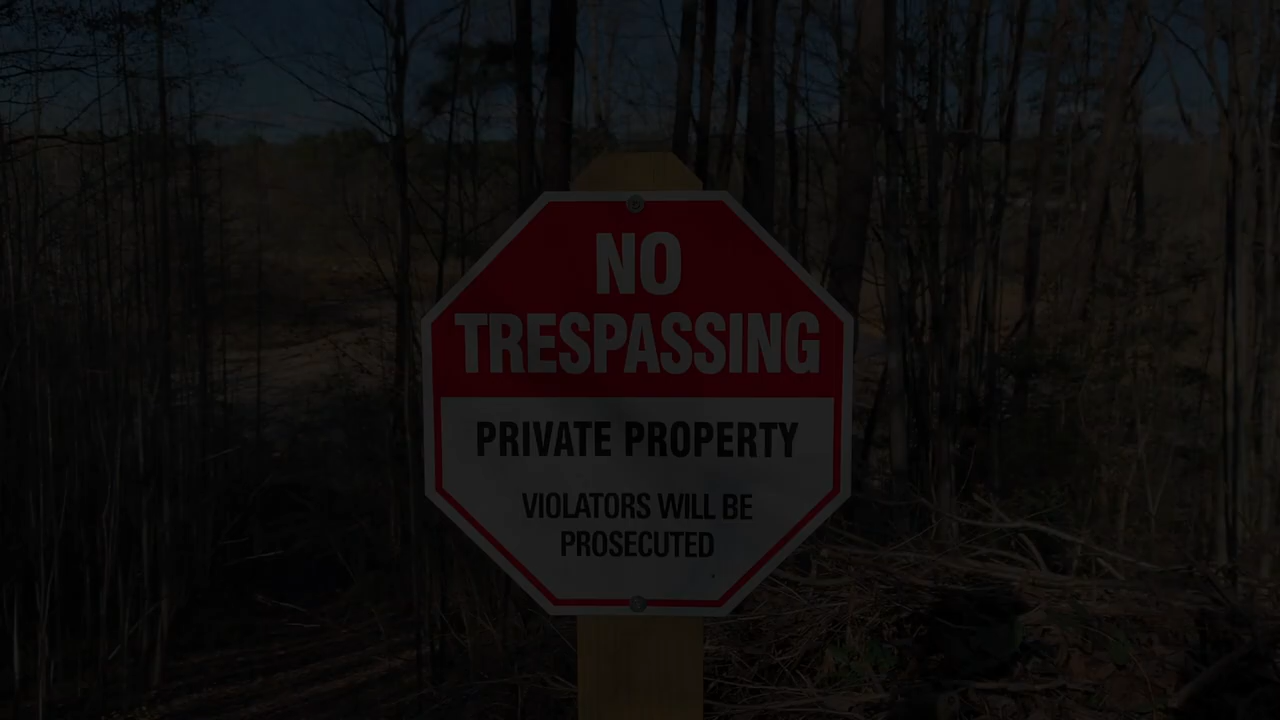 NO
TRESPASSING
PRIVATE PROPERTY
VIOLATORS WILL BE
PROSECUTED